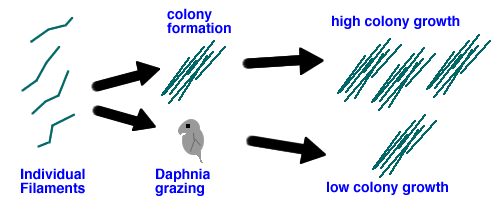 colony
formation
high colony growth
Individual
Filaments
Daphnia
grazing
low colony growth